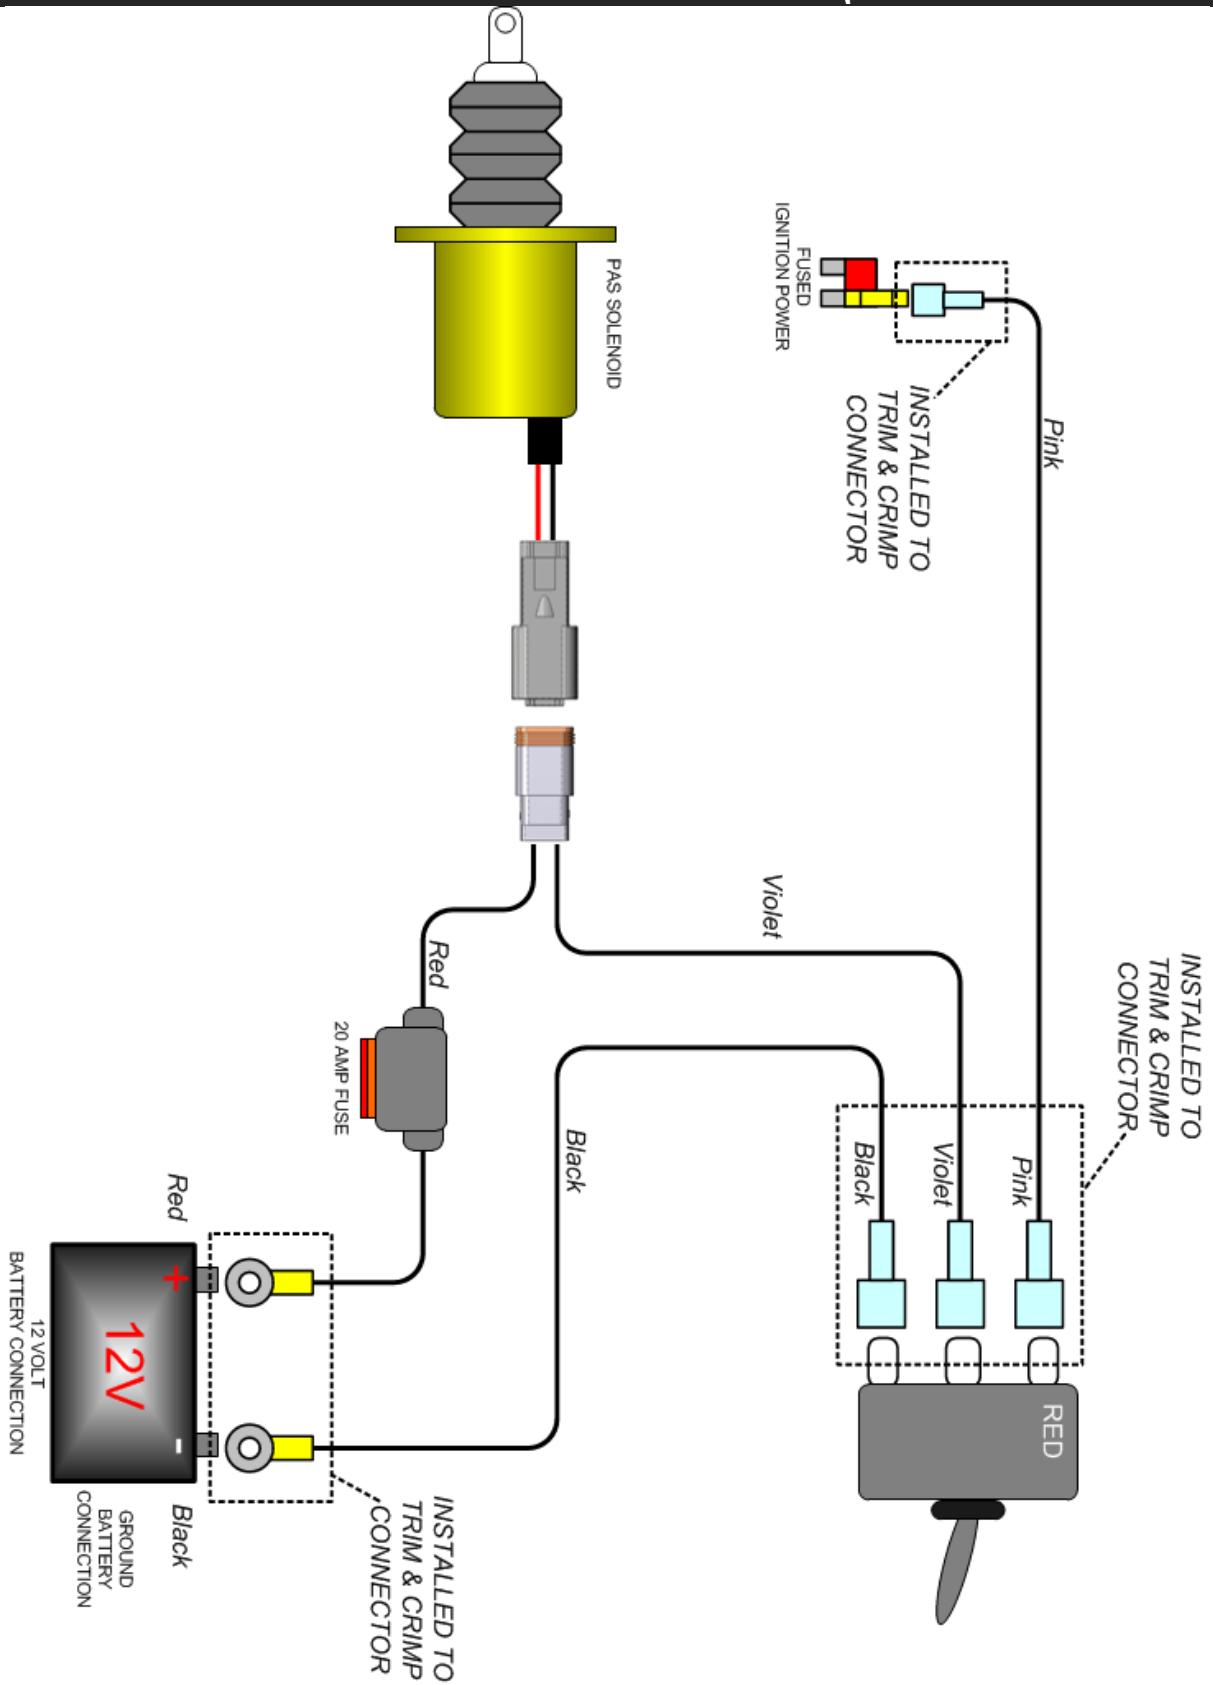 FUSED
IGNITION POWER
INSTALLED TO
TRIM & CRIMP
CONNECTOR
Pink
PAS SOLENOID
Violet
INSTALLED TO
TRIM & CRIMP
CONNECTOR
Pink
Violet
Black
RED
Red
20 AMP FUSE
Black
Red
+
12V
-
12 VOLT
BATTERY CONNECTION
Black
GROUND
BATTERY
CONNECTION
INSTALLED TO
TRIM & CRIMP
CONNECTOR